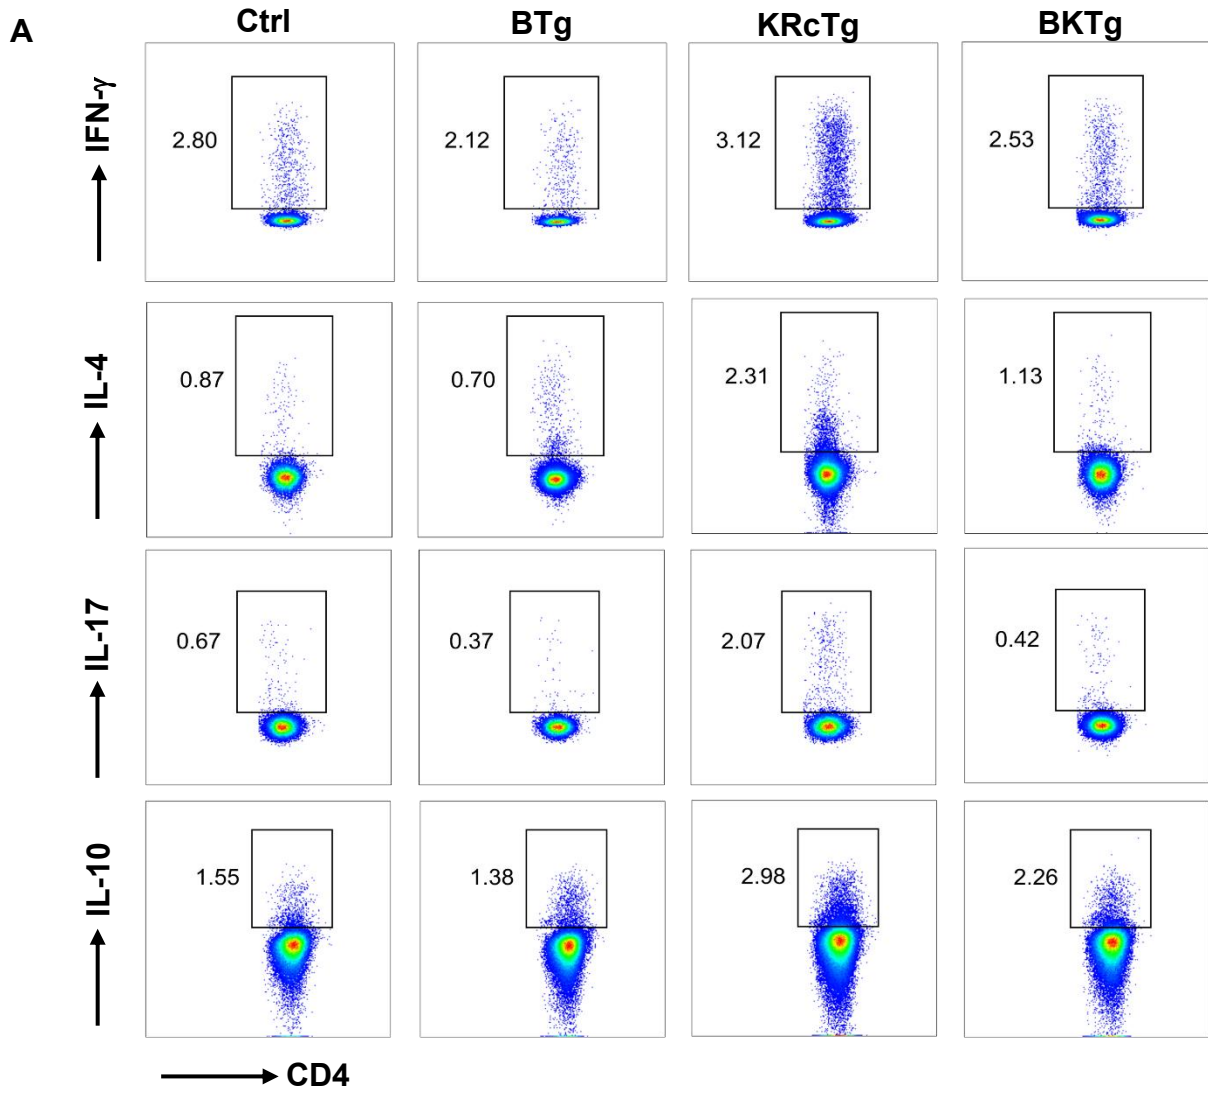 A
Ctrl BTg KRcTg BKTg
IFN-γ
2.80 2.12 3.12 2.53
IL-4
0.87 0.70 2.31 1.13
IL-17
0.67 0.37 2.07 0.42
IL-10
1.55 1.38 2.98 2.26
CD4